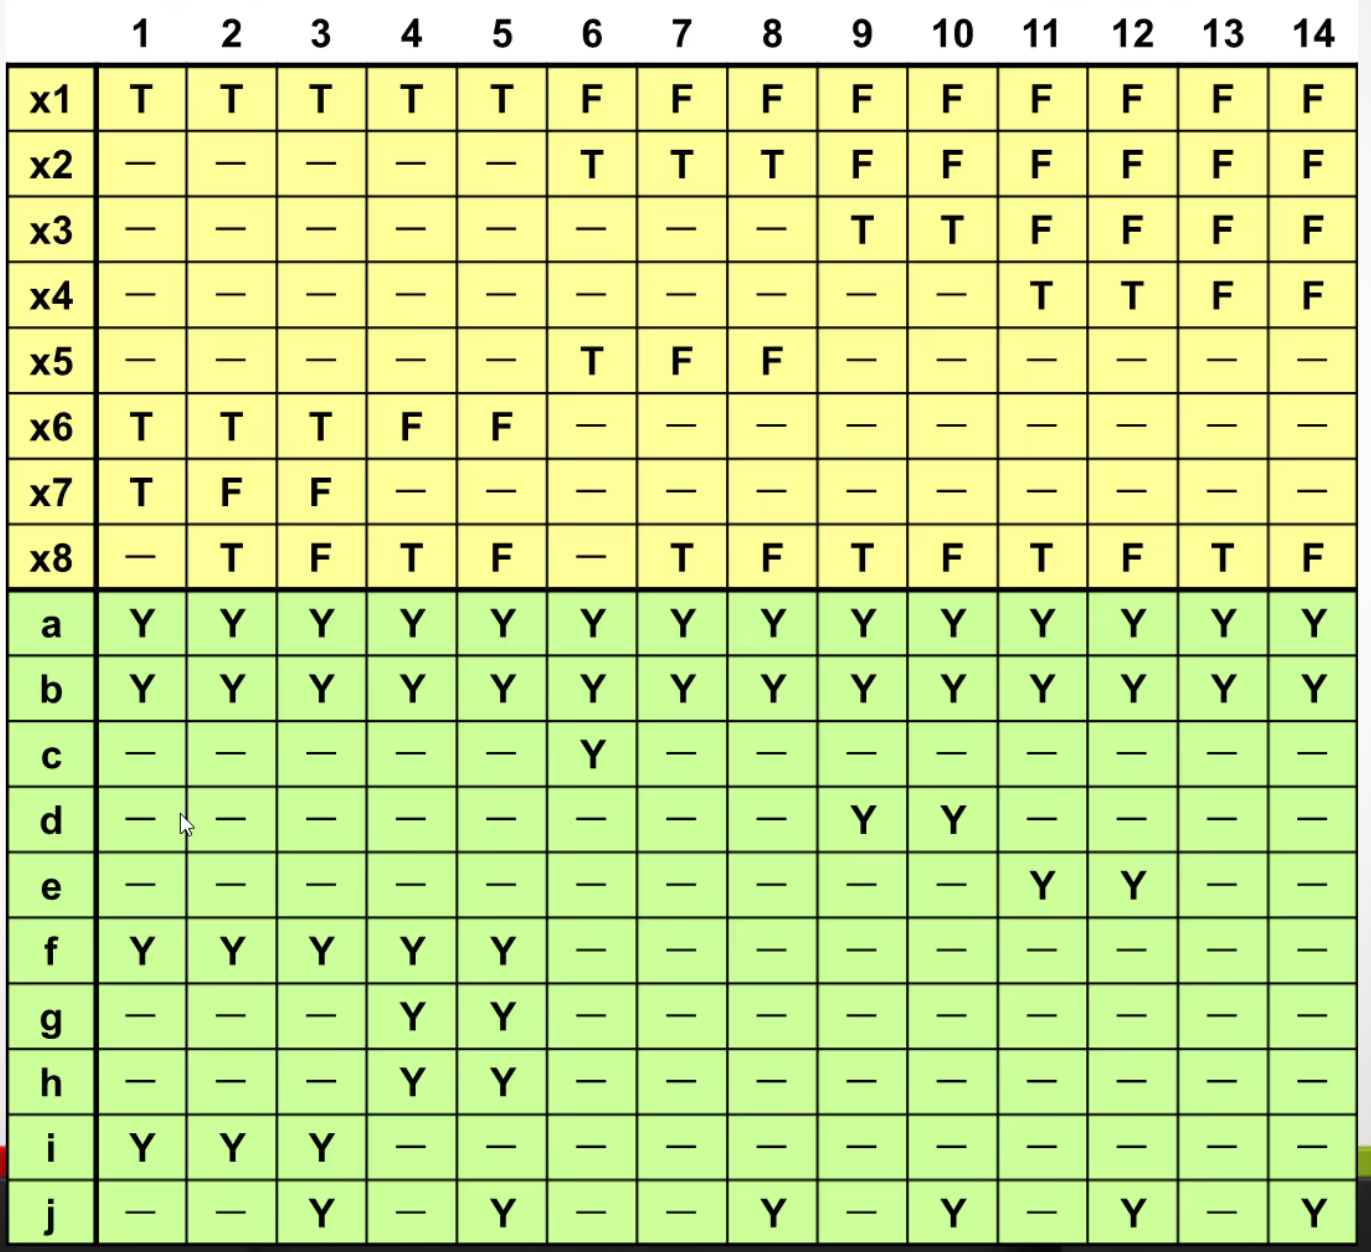 1 2 3 4 5 6 7 8 9 10 11 12 13 14
x1 T T T T T F F F F F F F F F
x2 — — — — — T T T F F F F F F
x3 — — — — — — — — T T F F F F
x4 — — — — — — — — — — T T F F
x5 — — — — — T F F — — — — — —
x6 T T T F F — — — — — — — — —
x7 T F F — — — — — — — — — — —
x8 — T F T F — T F T F T F T F
a Y Y Y Y Y Y Y Y Y Y Y Y Y Y
b Y Y Y Y Y Y Y Y Y Y Y Y Y Y
c — — — — — Y — — — — — — — —
d — — — — — — — — Y Y — — — —
e — — — — — — — — — — Y Y — —
f Y Y Y Y Y — — — — — — — — —
g — — — Y Y — — — — — — — — —
h — — — Y Y — — — — — — — — —
i Y Y Y — — — — — — — — — — —
j — — Y — Y — — Y — Y — Y — Y